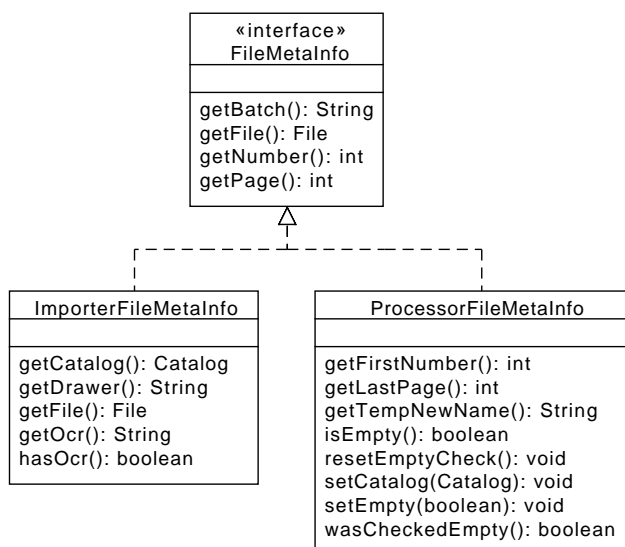 «interface»
FileMetaInfo
getBatch(): String
getFile(): File
getNumber(): int
getPage(): int
ImporterFileMetaInfo
getCatalog(): Catalog
getDrawer(): String
getFile(): File
getOcr(): String
hasOcr(): boolean
ProcessorFileMetaInfo
getFirstNumber(): int
getLastPage(): int
getTempNewName(): String
isEmpty(): boolean
resetEmptyCheck(): void
setCatalog(Catalog): void
setEmpty(boolean): void
wasCheckedEmpty(): boolean